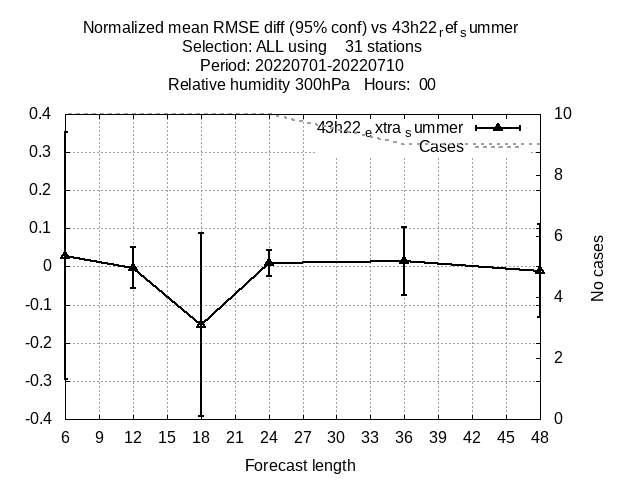 Normalized mean RMSE diff (95% conf) vs 43h22refsummer
Selection: ALL using 31 stations
Period: 20220701-20220710
Relative humidity 300hPa Hours: 00
43h22extrasummer
Cases
0.4
0.3
0.2
0.1
0
-0.1
-0.2
-0.3
-0.4
10
8
6
4
2
0
No cases
6 9 12 15 18 21 24 27 30 33 36 39 42 45 48
Forecast length